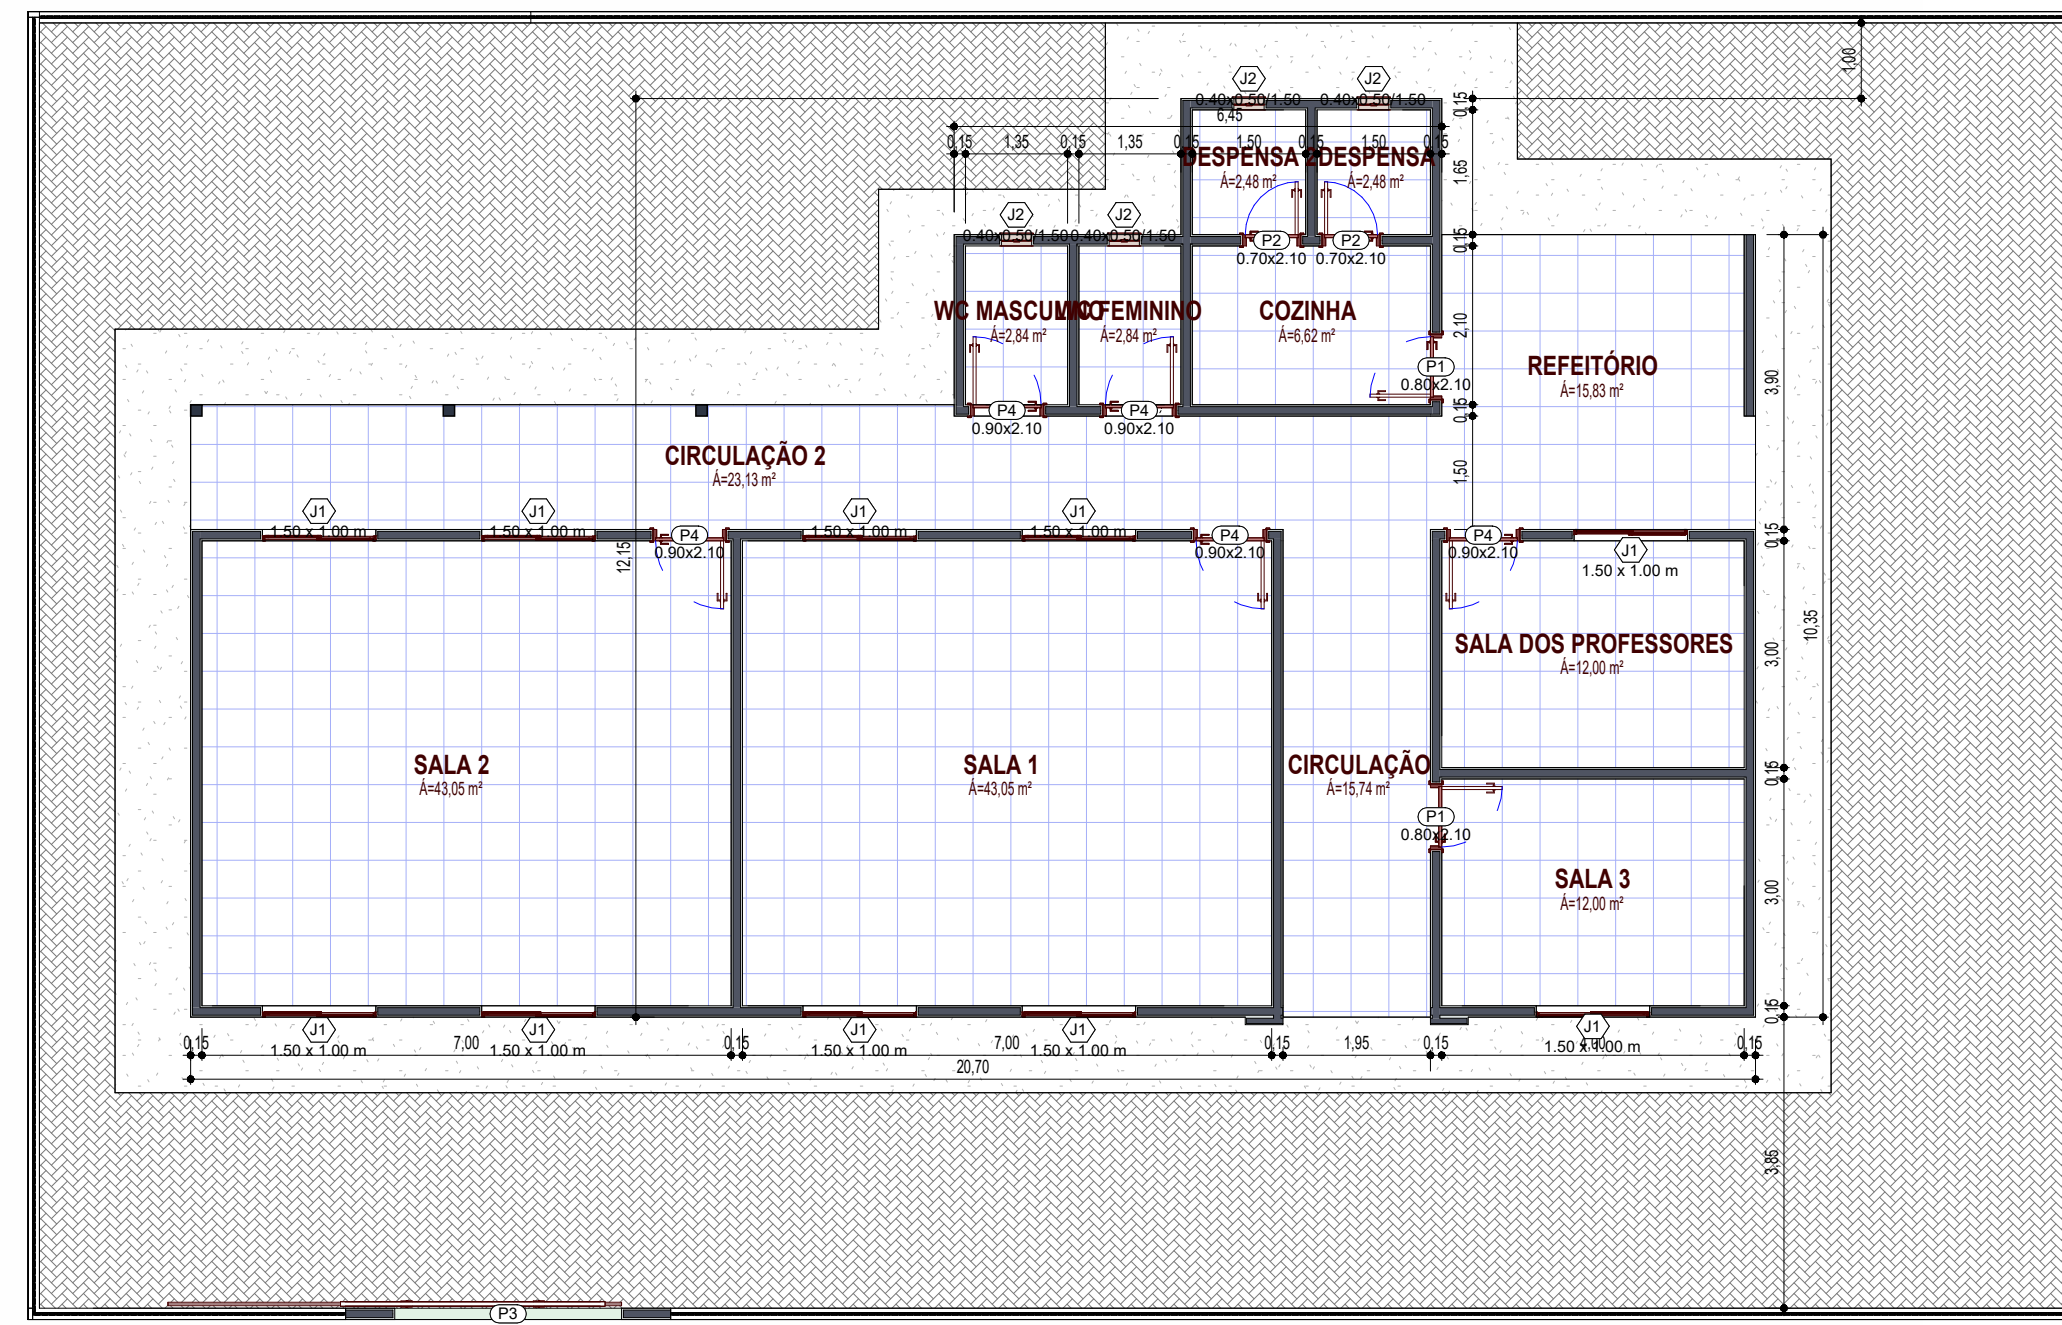 1,00
J2
J2
0.40x0.50/1.50
0.40x0.50/1.50
0,15
6,45
0,15
1,35
0,15
1,35
0,15
1,50
0,15
1,50
0,15
DESPENSA 2
DESPENSA
Á=2,48 m²
Á=2,48 m²
1,65
J2
J2
0.40x0.50/1.50
0.40x0.50/1.50
P2
P2
0,15
0.70x2.10
0.70x2.10
WC MASCULINO
WC FEMININO
COZINHA
Á=2,84 m²
Á=2,84 m²
Á=6,62 m²
2,10
REFEITÓRIO
Á=15,83 m²
P1
0.80x2.10
3,90
P4
P4
0,15
0.90x2.10
0.90x2.10
CIRCULAÇÃO 2
Á=23,13 m²
1,50
J1
J1
J1
J1
1.50 x 1.00 m
1.50 x 1.00 m
1.50 x 1.00 m
1.50 x 1.00 m
P4
P4
P4
0,15
0.90x2.10
0.90x2.10
0.90x2.10
J1
1.50 x 1.00 m
12,15
10,35
SALA DOS PROFESSORES
Á=12,00 m²
3,00
SALA 2
Á=43,05 m²
SALA 1
Á=43,05 m²
CIRCULAÇÃO
Á=15,74 m²
0,15
P1
0.80x2.10
SALA 3
Á=12,00 m²
3,00
0,15
J1
J1
J1
J1
J1
0,15
7,00
0,15
7,00
0,15
1,95
0,15
4,00
0,15
1.50 x 1.00 m
1.50 x 1.00 m
1.50 x 1.00 m
1.50 x 1.00 m
1.50 x 1.00 m
20,70
3,85
P3